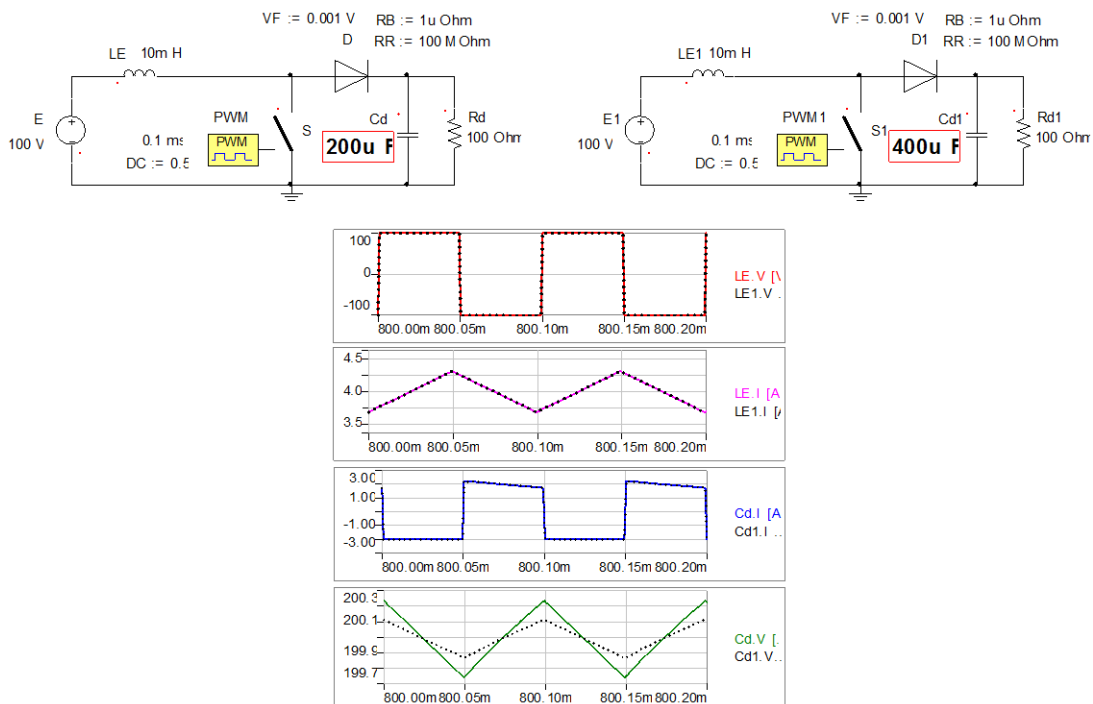 VF := 0.001 V RB := 1u Ohm
D RR := 100 MOhm
LE 10m H
E
100 V
PWM
PWM
0.1 ms
DC := 0.5
S
Cd
200u F
Rd
100 Ohm
VF := 0.001 V RB := 1u Ohm
D1 RR := 100 MOhm
LE1 10m H
E1
100 V
PWM1
PWM
0.1 ms
DC := 0.5
S1
Cd1
400u F
Rd1
100 Ohm
100
0
-100
800.00m 800.05m 800.10m 800.15m 800.20m
LE.V [V
LE1.V ..
4.5
4.0
3.5
800.00m 800.05m 800.10m 800.15m 800.20m
LE.I [A
LE1.I [A
3.00
1.00
-1.00
-3.00
800.00m 800.05m 800.10m 800.15m 800.20m
Cd.I [A
Cd1.I ...
200.3
200.1
199.9
199.7
800.00m 800.05m 800.10m 800.15m 800.20m
Cd.V [.
Cd1.V...